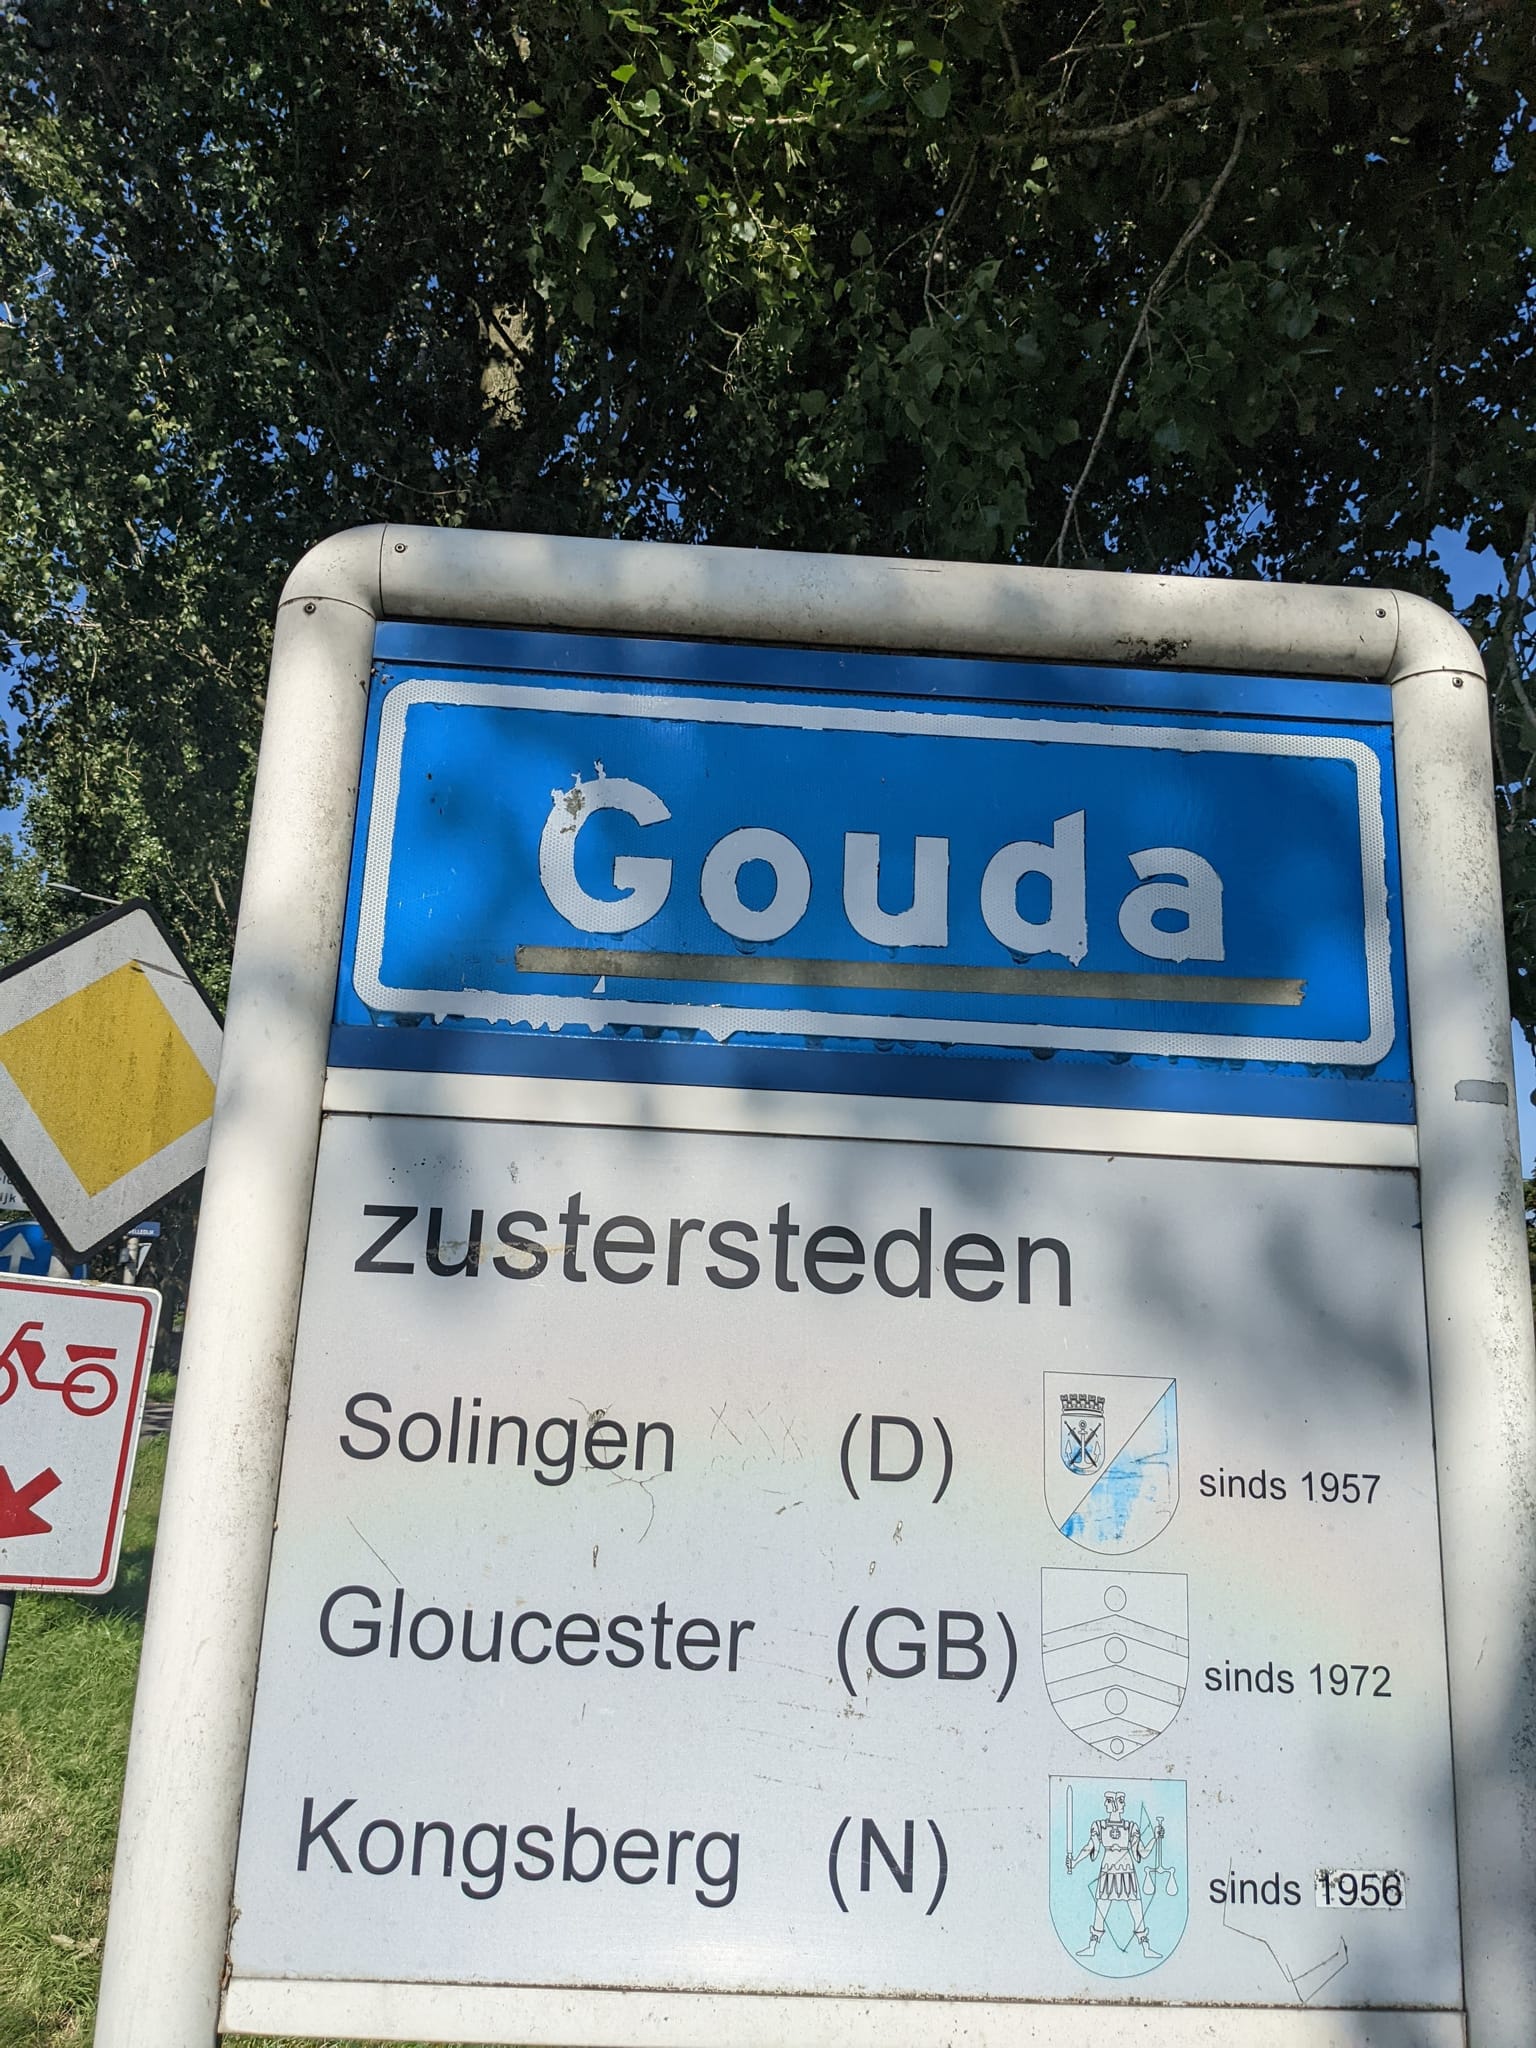 Gouda
zustersteden
Solingen (D) sinds 1957
Gloucester (GB) sinds 1972
Kongsberg (N) sinds 1956